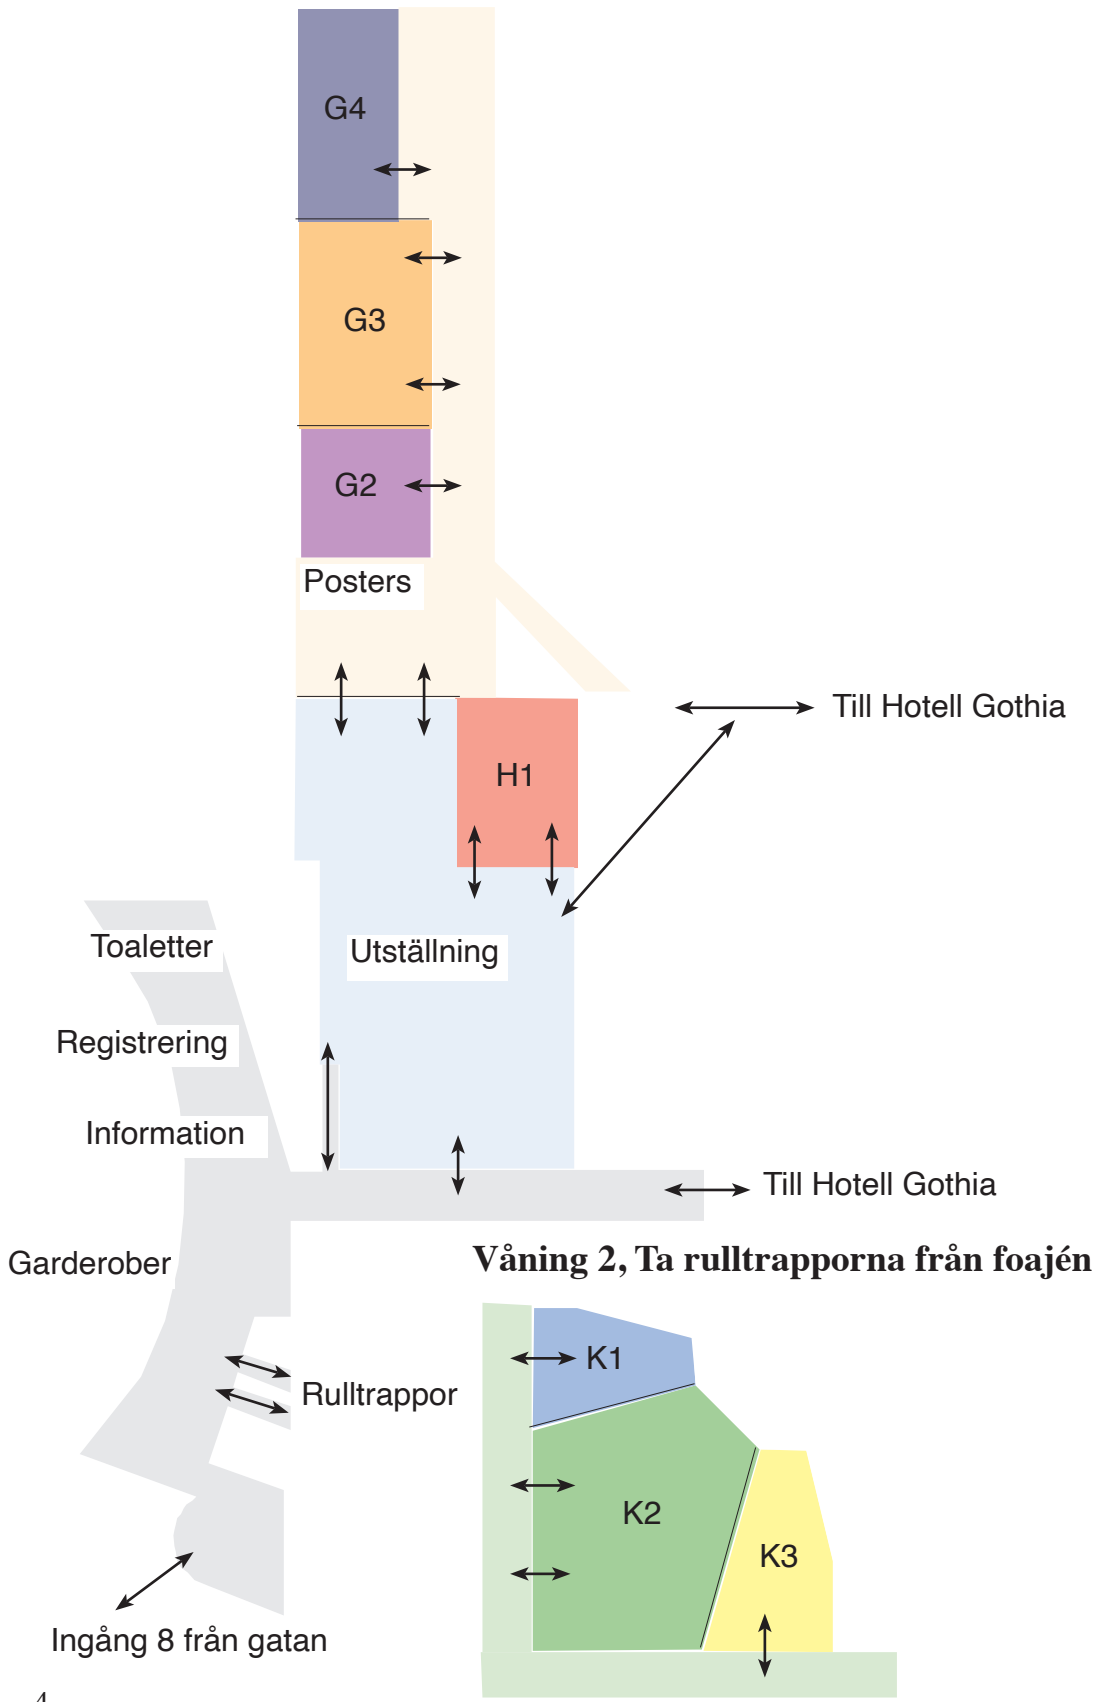 G4
G3
G2
Posters
Till Hotell Gothia
H1
Toaletter
Utställning
Registrering
Information
Till Hotell Gothia
Garderober
Våning 2, Ta rulltrapporna från foajén
K1
Rulltrappor
K2
K3
Ingång 8 från gatan
4